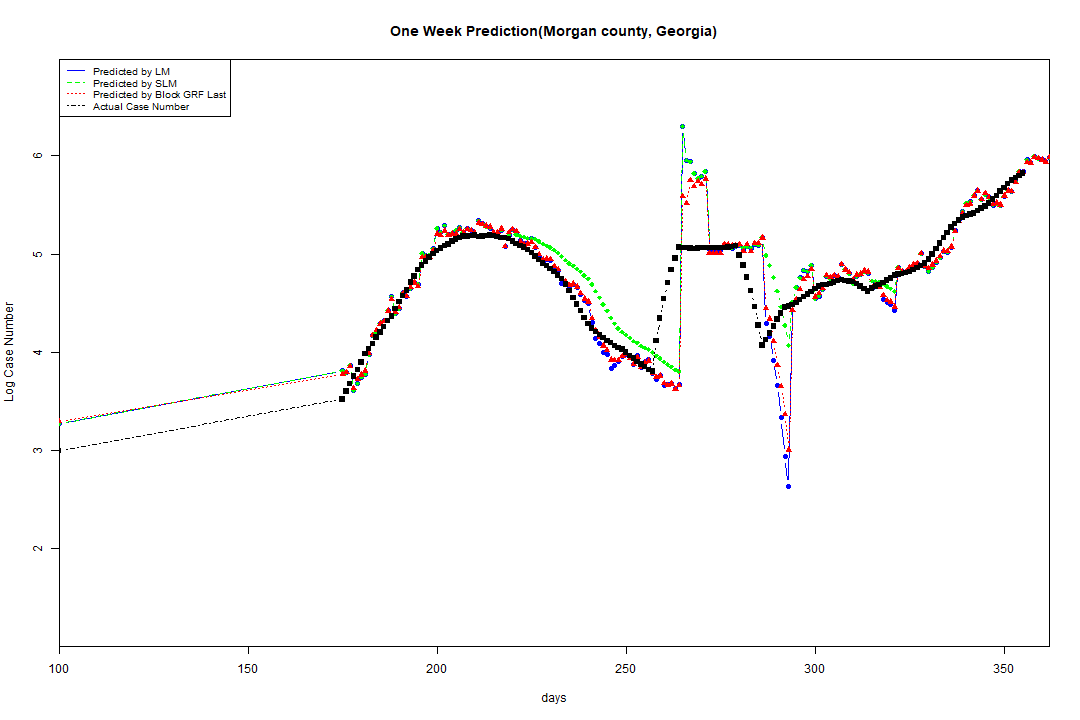 One Week Prediction(Morgan county, Georgia)
Predicted by LM
Predicted by SLM
Predicted by Block GRF Last
Actual Case Number
Log Case Number
6
5
4
3
2
100 150 200 250 300 350
days